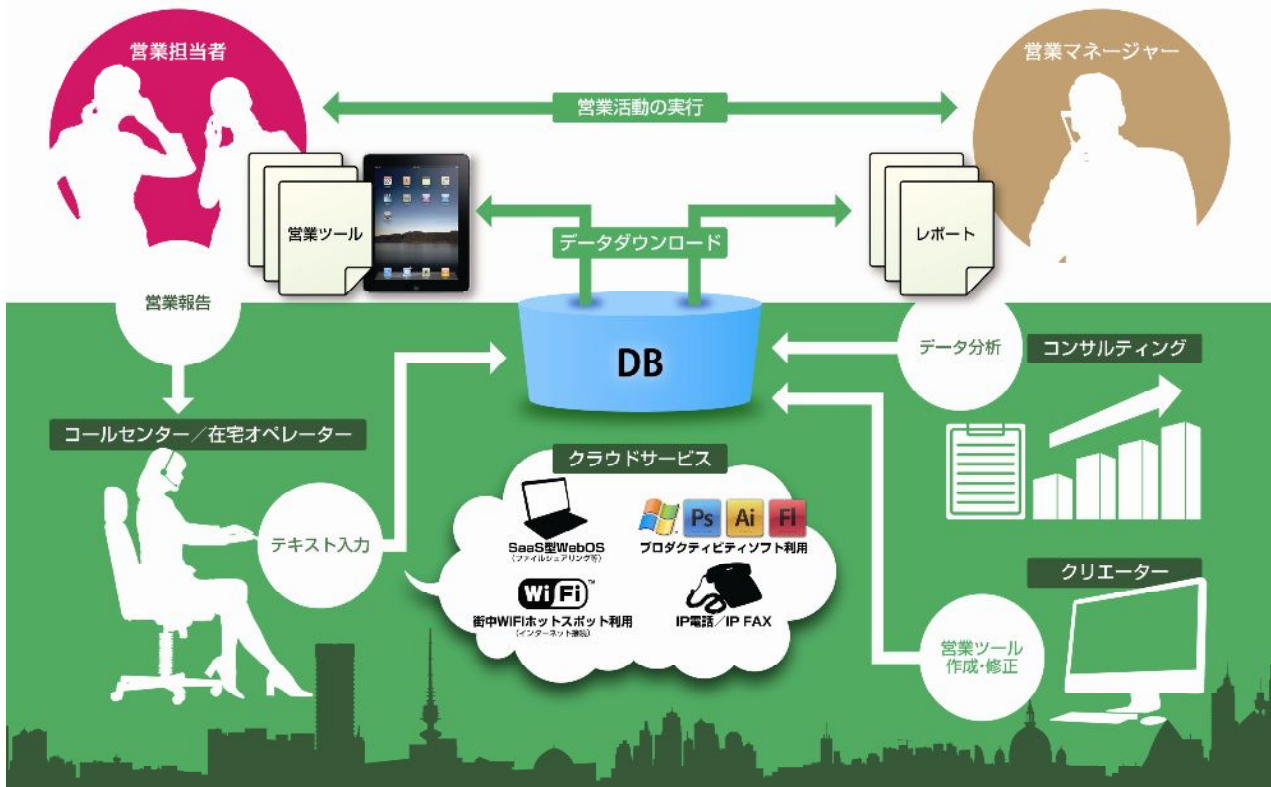 営業担当者
営業マネージャー
営業活動の実行
営業ツール
データダウンロード
レポート
営業報告
DB
データ分析
コンサルティング
コールセンター／在宅オペレーター
テキスト入力
クラウドサービス
SaaS型WebOS
(ファイルシェアリング等)
Ps Ai Fl
プロダクティビティソフト利用
Wi Fi TM
街中WiFiホットスポット利用
(インターネット接続)
IP電話／IP FAX
クリエーター
営業ツール
作成・修正